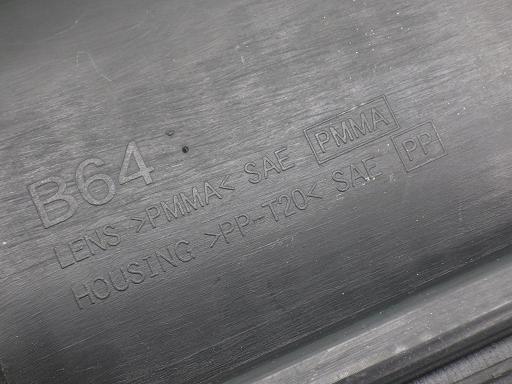 B64
LENS >PMMA< SAE PMMA
HOUSING >PP-T20< SAE PP